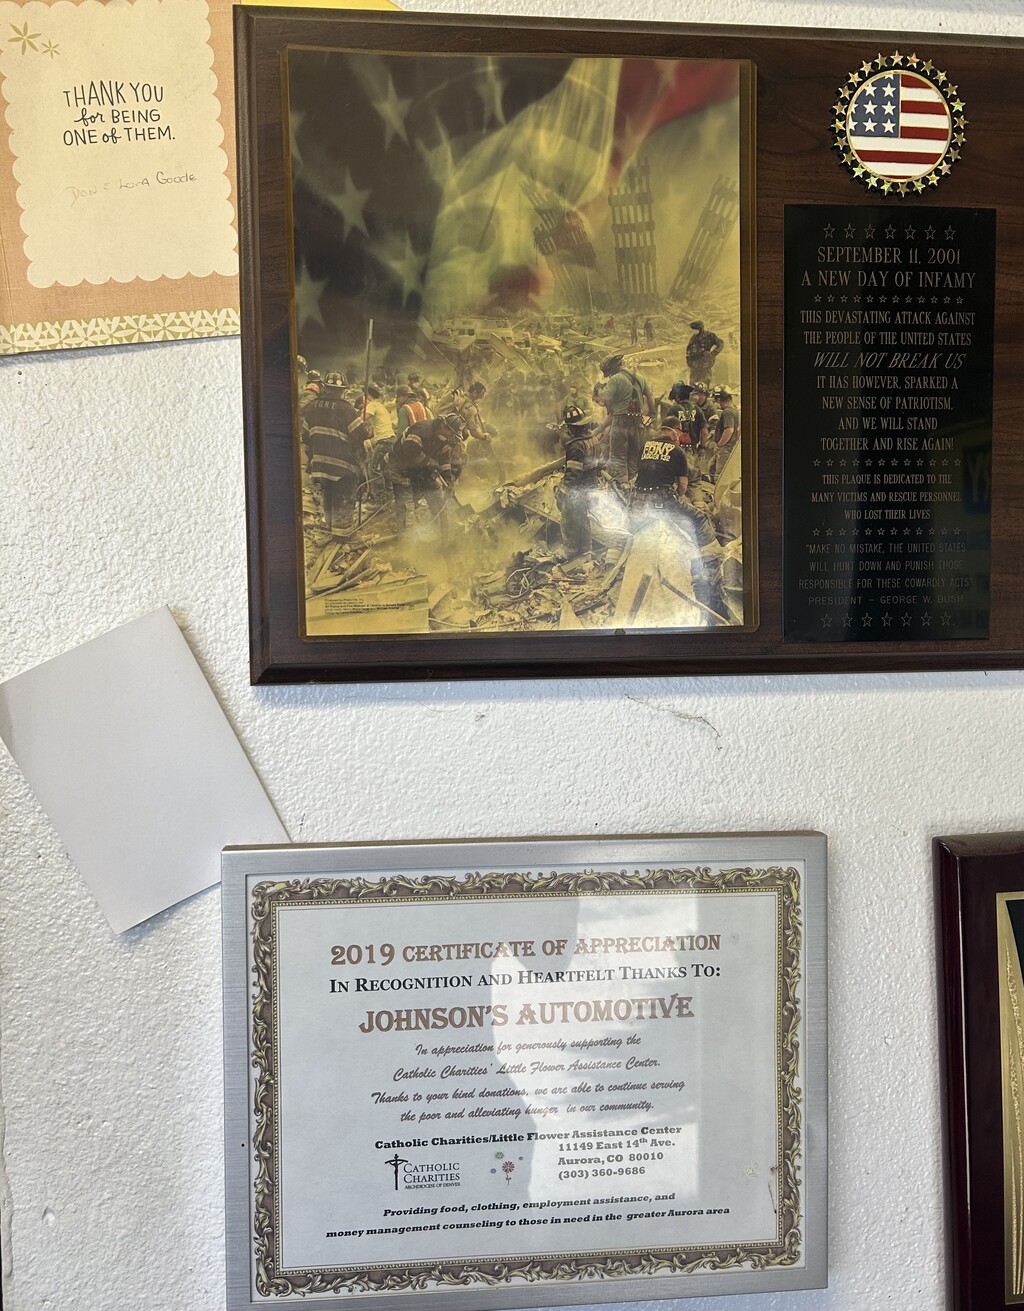 THANK YOU
for BEING
ONE of THEM.
Don & Lora Goode
FDNY
FDNY
SEPTEMBER 11, 2001
A NEW DAY OF INFAMY
THIS DEVASTATING ATTACK AGAINST
THE PEOPLE OF THE UNITED STATES
WILL NOT BREAK US
IT HAS HOWEVER, SPARKED A
NEW SENSE OF PATRIOTISM,
AND WE WILL STAND
TOGETHER AND RISE AGAIN!
THIS PLAQUE IS DEDICATED TO THE
MANY VICTIMS AND RESCUE PERSONNEL
WHO LOST THEIR LIVES
"MAKE NO MISTAKE, THE UNITED STATES
WILL HUNT DOWN AND PUNISH THOSE
RESPONSIBLE FOR THESE COWARDLY ACTS"
PRESIDENT - GEORGE W. BUSH
2019 CERTIFICATE OF APPRECIATION
IN RECOGNITION AND HEARTFELT THANKS TO:
JOHNSON'S AUTOMOTIVE
In appreciation for generously supporting the
Catholic Charities' Little Flower Assistance Center.
Thanks to your kind donations, we are able to continue serving
the poor and alleviating hunger in our community.
Catholic Charities/Little Flower Assistance Center
11149 East 14th Ave.
Aurora, CO 80010
(303) 360-9686
CATHOLIC
CHARITIES
ARCHDIOCESE OF DENVER
Providing food, clothing, employment assistance, and
money management counseling to those in need in the greater Aurora area